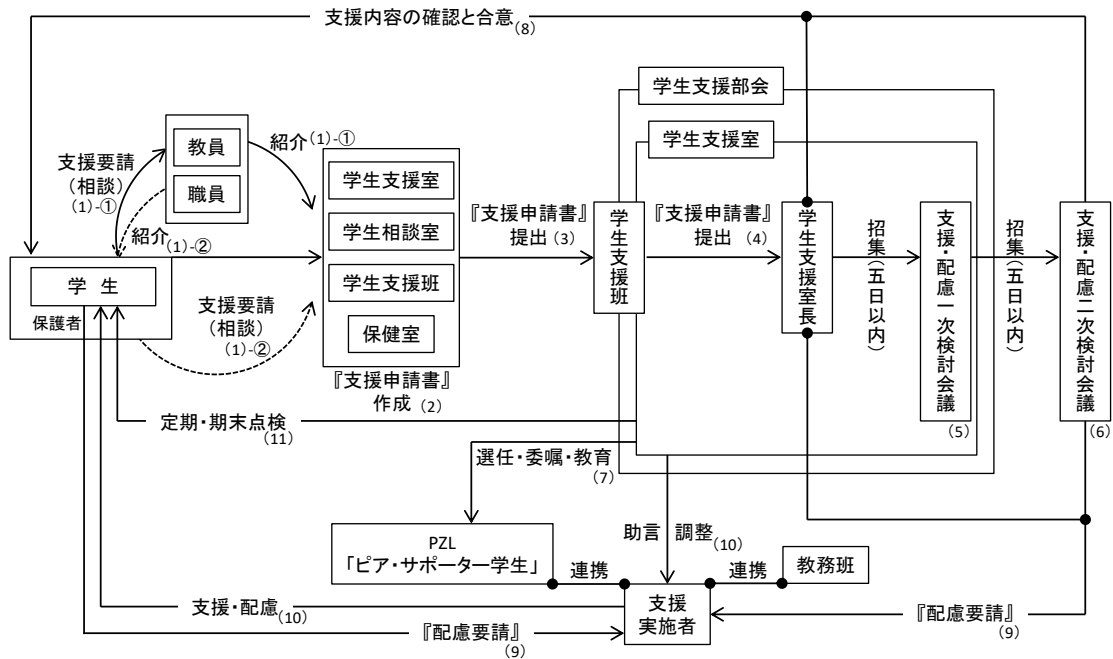 支援内容の確認と合意(8)
学生支援部会
学生支援室
教員
職員
支援要請
(相談)
(1)-①
紹介(1)-①
紹介(1)-②
学生支援室
学生相談室
学生支援班
保健室
『支援申請書』
作成(2)
学生
保護者
支援要請
(相談)
(1)-②
『支援申請書』
提出(3)
学生支援班
『支援申請書』
提出(4)
学生支援室長
招集(五日以内)
支援・配慮一次検討会議
(5)
招集(五日以内)
支援・配慮二次検討会議
(6)
定期・期末点検
(11)
選任・委嘱・教育
(7)
PZL
「ピア・サポーター学生」
助言 調整(10)
連携
連携
教務班
支援・配慮(10)
支援
実施者
『配慮要請』
(9)
『配慮要請』
(9)